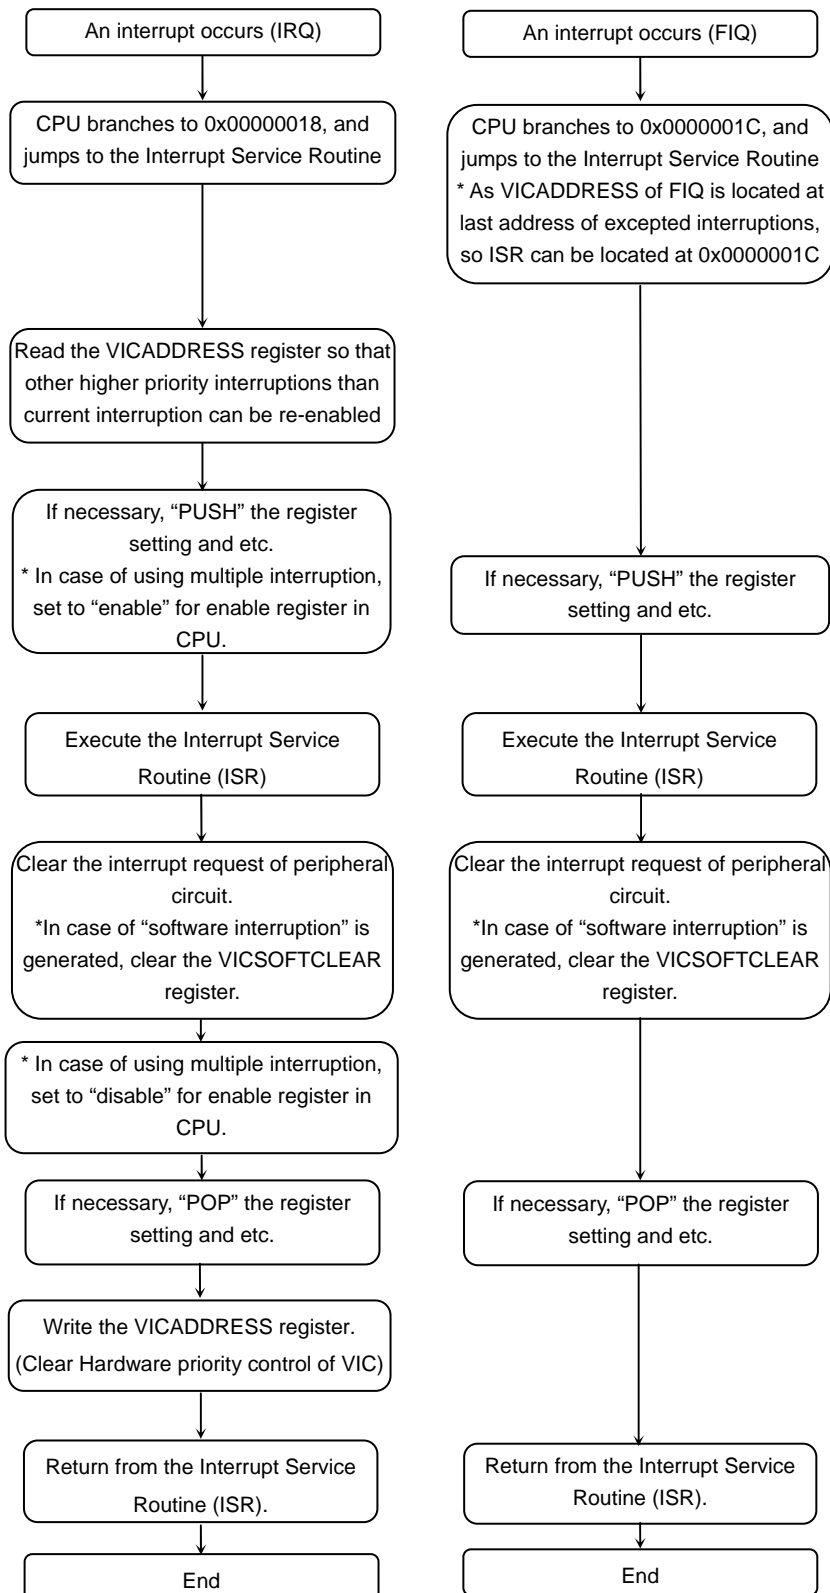 An interrupt occurs (IRQ)
CPU branches to 0x00000018, and
jumps to the Interrupt Service Routine
Read the VICADDRESS register so that
other higher priority interruptions than
current interruption can be re-enabled
If necessary, “PUSH” the register
setting and etc.
* In case of using multiple interruption,
set to “enable” for enable register in
CPU.
Execute the Interrupt Service
Routine (ISR)
Clear the interrupt request of peripheral
circuit.
*In case of “software interruption” is
generated, clear the VICSOFTCLEAR
register.
* In case of using multiple interruption,
set to “disable” for enable register in
CPU.
If necessary, “POP” the register
setting and etc.
Write the VICADDRESS register.
(Clear Hardware priority control of VIC)
Return from the Interrupt Service
Routine (ISR).
End
An interrupt occurs (FIQ)
CPU branches to 0x0000001C, and
jumps to the Interrupt Service Routine
* As VICADDRESS of FIQ is located at
last address of excepted interruptions,
so ISR can be located at 0x0000001C
If necessary, “PUSH” the register
setting and etc.
Execute the Interrupt Service
Routine (ISR)
Clear the interrupt request of peripheral
circuit.
*In case of “software interruption” is
generated, clear the VICSOFTCLEAR
register.
If necessary, “POP” the register
setting and etc.
Return from the Interrupt Service
Routine (ISR).
End